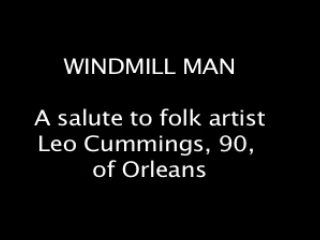 WINDMILL MAN
A salute to folk artist
Leo Cummings, 90,
of Orleans